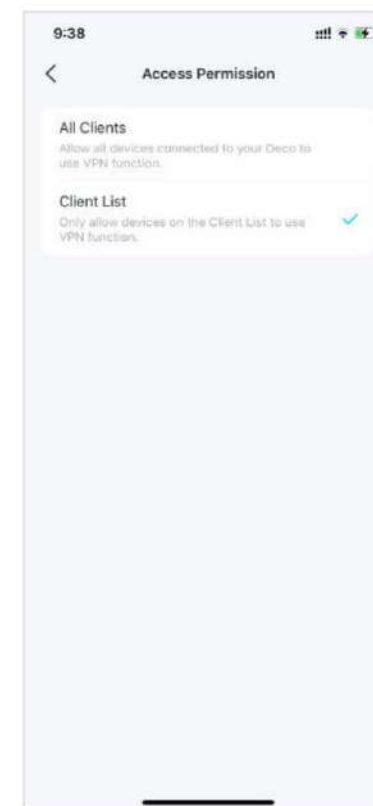 9:38
Access Permission
All Clients
Allow all devices connected to your Deco to
use VPN function.
Client List
Only allow devices on the Client List to use
VPN function.